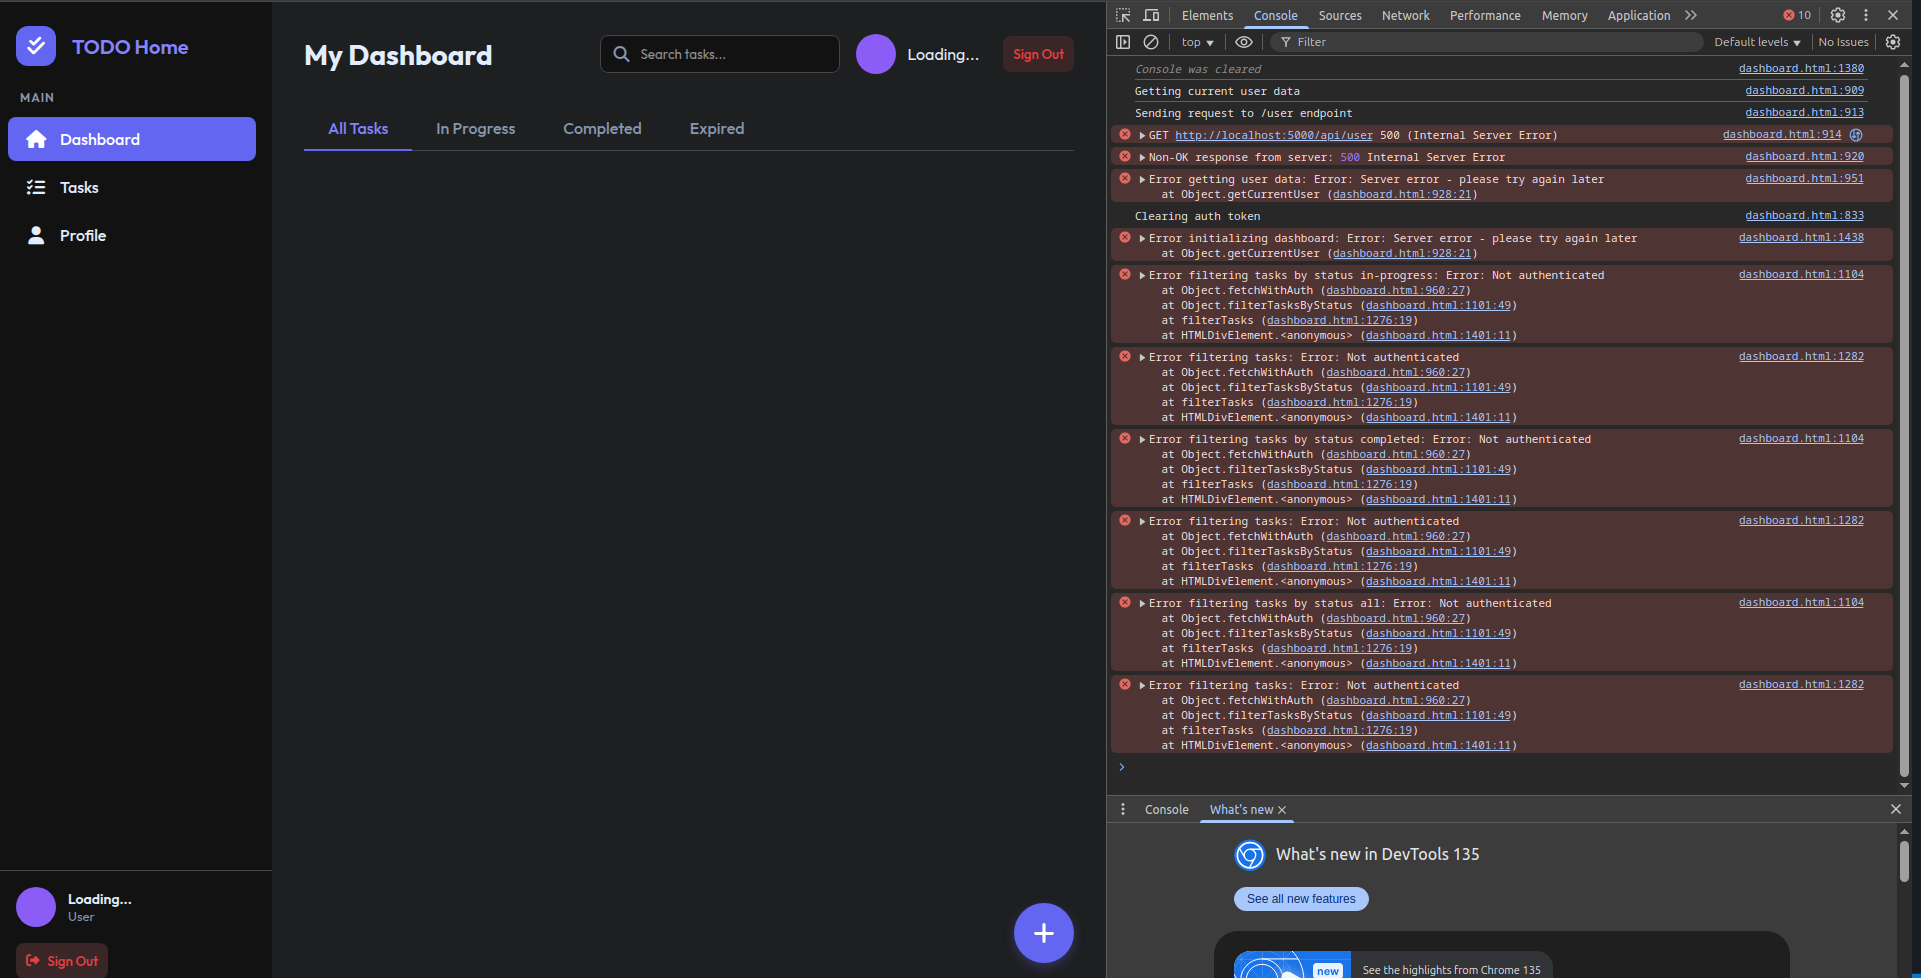 TODO Home
MAIN
Dashboard
Tasks
Profile
Loading...
User
Sign Out
My Dashboard
Search tasks...
Loading...
Sign Out
All Tasks
In Progress
Completed
Expired
+
Elements
Console
Sources
Network
Performance
Memory
Application
10
top
Filter
Default levels
No Issues
Console was cleared dashboard.html:1380
Getting current user data dashboard.html:909
Sending request to /user endpoint dashboard.html:913
GET http://localhost:5000/api/user 500 (Internal Server Error) dashboard.html:914
Non-OK response from server: 500 Internal Server Error dashboard.html:920
Error getting user data: Error: Server error - please try again later dashboard.html:951
at Object.getCurrentUser (dashboard.html:928:21)
Clearing auth token dashboard.html:833
Error initializing dashboard: Error: Server error - please try again later dashboard.html:1438
at Object.getCurrentUser (dashboard.html:928:21)
Error filtering tasks by status in-progress: Error: Not authenticated dashboard.html:1104
at Object.fetchWithAuth (dashboard.html:960:27)
at Object.filterTasksByStatus (dashboard.html:1101:49)
at filterTasks (dashboard.html:1276:19)
at HTMLDivElement.<anonymous> (dashboard.html:1401:11)
Error filtering tasks: Error: Not authenticated dashboard.html:1282
at Object.fetchWithAuth (dashboard.html:960:27)
at Object.filterTasksByStatus (dashboard.html:1101:49)
at filterTasks (dashboard.html:1276:19)
at HTMLDivElement.<anonymous> (dashboard.html:1401:11)
Error filtering tasks by status completed: Error: Not authenticated dashboard.html:1104
at Object.fetchWithAuth (dashboard.html:960:27)
at Object.filterTasksByStatus (dashboard.html:1101:49)
at filterTasks (dashboard.html:1276:19)
at HTMLDivElement.<anonymous> (dashboard.html:1401:11)
Error filtering tasks: Error: Not authenticated dashboard.html:1282
at Object.fetchWithAuth (dashboard.html:960:27)
at Object.filterTasksByStatus (dashboard.html:1101:49)
at filterTasks (dashboard.html:1276:19)
at HTMLDivElement.<anonymous> (dashboard.html:1401:11)
Error filtering tasks by status all: Error: Not authenticated dashboard.html:1104
at Object.fetchWithAuth (dashboard.html:960:27)
at Object.filterTasksByStatus (dashboard.html:1101:49)
at filterTasks (dashboard.html:1276:19)
at HTMLDivElement.<anonymous> (dashboard.html:1401:11)
Error filtering tasks: Error: Not authenticated dashboard.html:1282
at Object.fetchWithAuth (dashboard.html:960:27)
at Object.filterTasksByStatus (dashboard.html:1101:49)
at filterTasks (dashboard.html:1276:19)
at HTMLDivElement.<anonymous> (dashboard.html:1401:11)
Console
What's new
What's new in DevTools 135
See all new features
new
See the highlights from Chrome 135